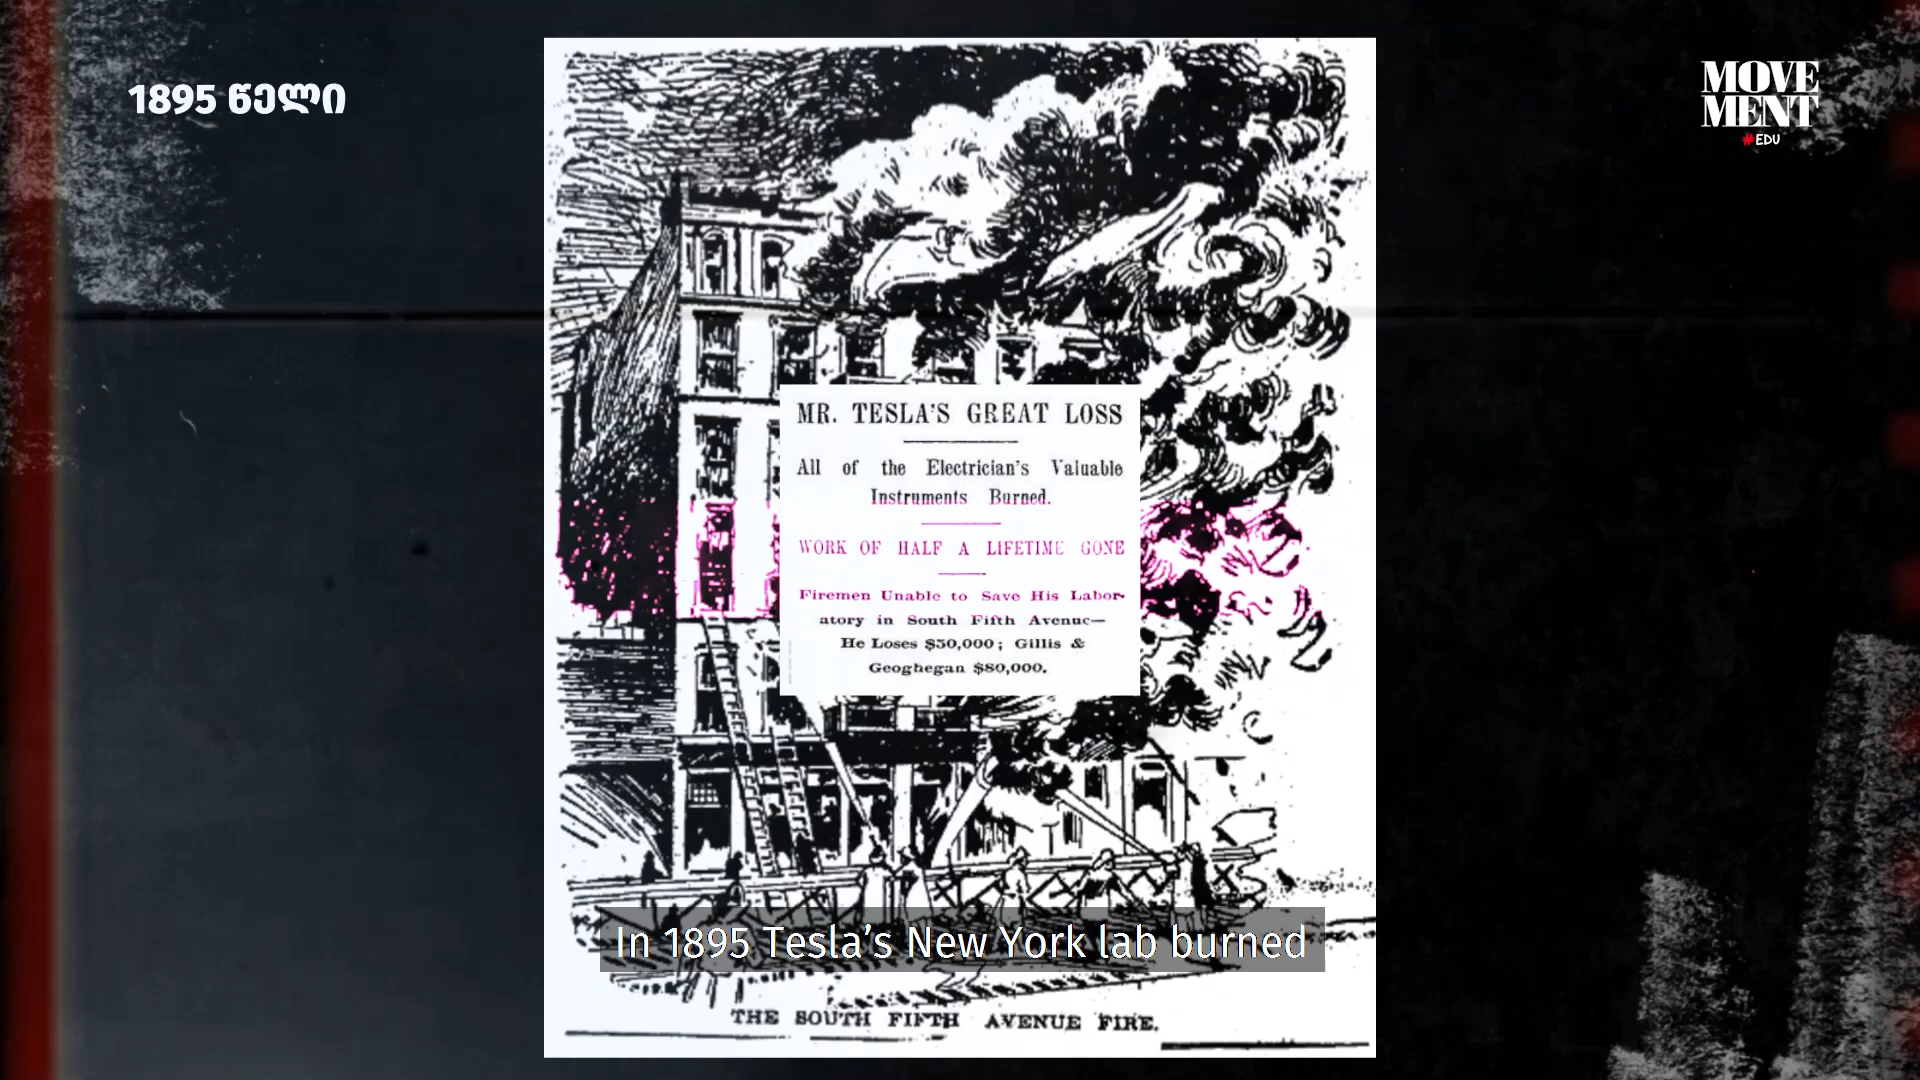 1895 წელი
MOVE
MENT
#EDU
MR. TESLA'S GREAT LOSS
All of the Electrician's Valuable
Instruments Burned.
WORK OF HALF A LIFETIME GONE
Firemen Unable to Save His Labor-
atory in South Fifth Avenue—
He Loses $50,000; Gillis &
Geoghegan $80,000.
In 1895 Tesla's New York lab burned
THE SOUTH FIFTH AVENUE FIRE.